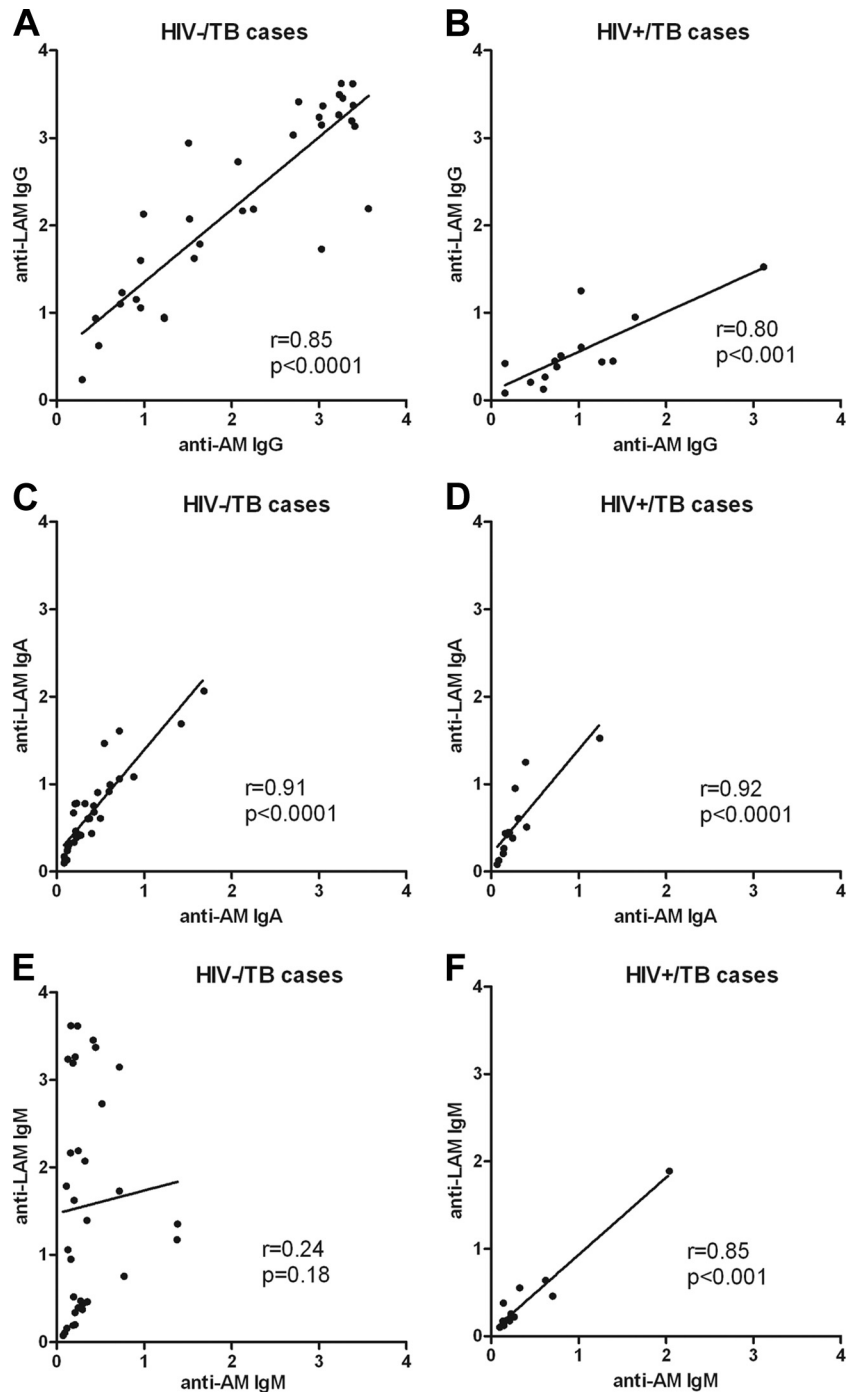 A
HIV-/TB cases
4
3
2
1
0
anti-LAM IgG
0 1 2 3 4
anti-AM IgG
r=0.85
p<0.0001
B
HIV+/TB cases
4
3
2
1
0
anti-LAM IgG
0 1 2 3 4
anti-AM IgG
r=0.80
p<0.001
C
HIV-/TB cases
4
3
2
1
0
anti-LAM IgA
0 1 2 3 4
anti-AM IgA
r=0.91
p<0.0001
D
HIV+/TB cases
4
3
2
1
0
anti-LAM IgA
0 1 2 3 4
anti-AM IgA
r=0.92
p<0.0001
E
HIV-/TB cases
4
3
2
1
0
anti-LAM IgM
0 1 2 3 4
anti-AM IgM
r=0.24
p=0.18
F
HIV+/TB cases
4
3
2
1
0
anti-LAM IgM
0 1 2 3 4
anti-AM IgM
r=0.85
p<0.001